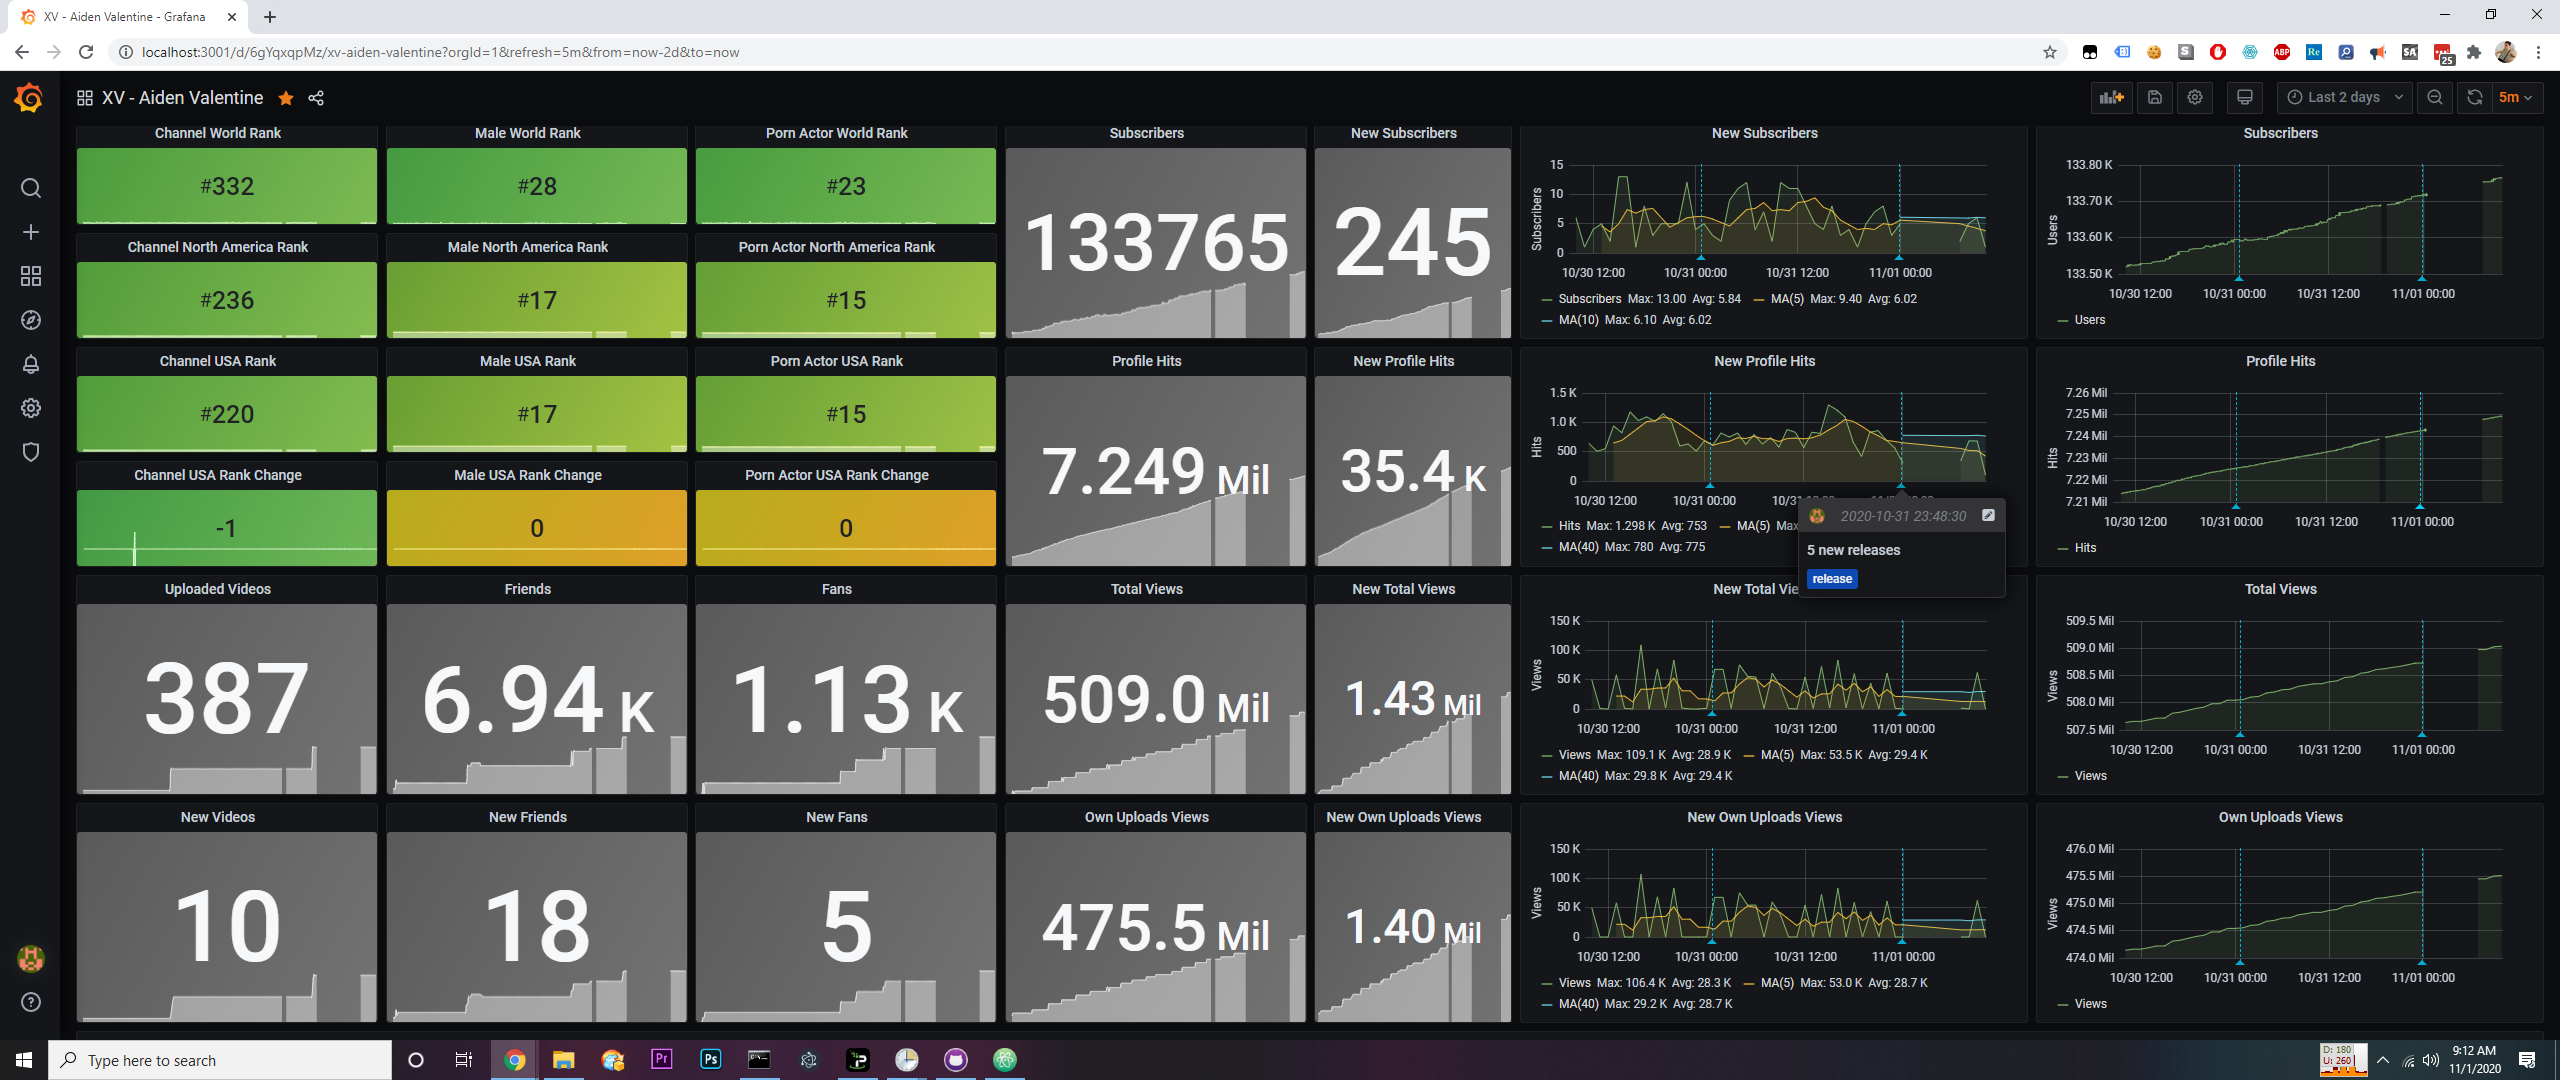 XV - Aiden Valentine - Grafana
localhost:3001/d/6gYqxqpMz/xv-aiden-valentine?orgId=1&refresh=5m&from=now-2d&to=now
25
XV - Aiden Valentine
Last 2 days
5m
Channel World Rank
#332
Male World Rank
#28
Porn Actor World Rank
#23
Channel North America Rank
#236
Male North America Rank
#17
Porn Actor North America Rank
#15
Channel USA Rank
#220
Male USA Rank
#17
Porn Actor USA Rank
#15
Channel USA Rank Change
-1
Male USA Rank Change
0
Porn Actor USA Rank Change
0
Subscribers
133765
New Subscribers
245
New Subscribers
Subscribers
15
10
5
0
10/30 12:00 10/31 00:00 10/31 12:00 11/01 00:00
Subscribers Max: 13.00 Avg: 5.84 MA(5) Max: 9.40 Avg: 6.02
MA(10) Max: 6.10 Avg: 6.02
Subscribers
Users
133.80 K
133.70 K
133.60 K
133.50 K
10/30 12:00 10/31 00:00 10/31 12:00 11/01 00:00
Users
Profile Hits
7.249 Mil
New Profile Hits
35.4 K
New Profile Hits
Hits
1.5 K
1.0 K
500
0
10/30 12:00 10/31 00:00
Hits Max: 1.298 K Avg: 753 MA(5)
MA(40) Max: 780 Avg: 775
2020-10-31 23:48:30
5 new releases
release
Profile Hits
Hits
7.26 Mil
7.25 Mil
7.24 Mil
7.23 Mil
7.22 Mil
7.21 Mil
10/30 12:00 10/31 00:00 10/31 12:00 11/01 00:00
Hits
Uploaded Videos
387
Friends
6.94 K
Fans
1.13 K
Total Views
509.0 Mil
New Total Views
1.43 Mil
New Total Vie
Views
150 K
100 K
50 K
0
10/30 12:00 10/31 00:00 10/31 12:00 11/01 00:00
Views Max: 109.1 K Avg: 28.9 K MA(5) Max: 53.5 K Avg: 29.4 K
MA(40) Max: 29.8 K Avg: 29.4 K
Total Views
Views
509.5 Mil
509.0 Mil
508.5 Mil
508.0 Mil
507.5 Mil
10/30 12:00 10/31 00:00 10/31 12:00 11/01 00:00
Views
New Videos
10
New Friends
18
New Fans
5
Own Uploads Views
475.5 Mil
New Own Uploads Views
1.40 Mil
New Own Uploads Views
Views
150 K
100 K
50 K
0
10/30 12:00 10/31 00:00 10/31 12:00 11/01 00:00
Views Max: 106.4 K Avg: 28.3 K MA(5) Max: 53.0 K Avg: 28.7 K
MA(40) Max: 29.2 K Avg: 28.7 K
Own Uploads Views
Views
476.0 Mil
475.5 Mil
475.0 Mil
474.5 Mil
474.0 Mil
10/30 12:00 10/31 00:00 10/31 12:00 11/01 00:00
Views
Type here to search
Pr
Ps
D: 180
U: 260
9:12 AM
11/1/2020